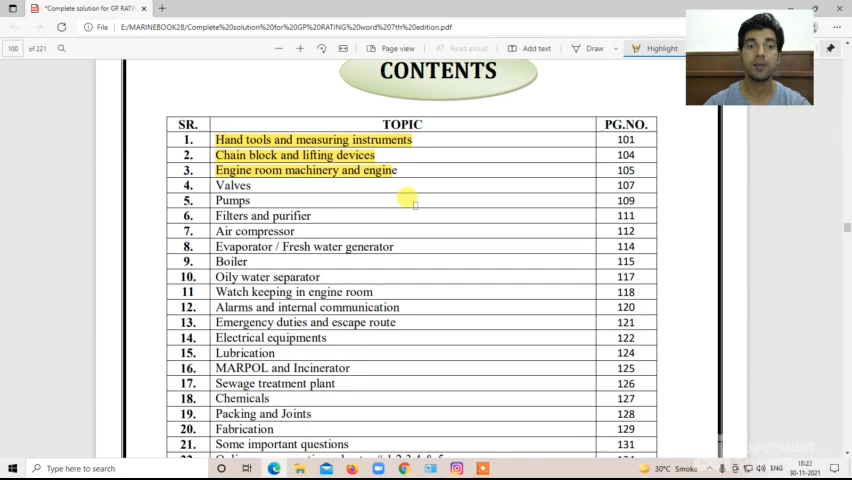 *Complete solution for GP RATIN
File
E:/MARINEBOOK28/Complete%20solution%20for%20GP%20RATING%20word%207th%20edition.pdf
100
of 221
Page view
Read aloud
Add text
Draw
Highlight
CONTENTS
SR. TOPIC PG.NO.
1. Hand tools and measuring instruments 101
2. Chain block and lifting devices 104
3. Engine room machinery and engine 105
4. Valves 107
5. Pumps 109
6. Filters and purifier 111
7. Air compressor 112
8. Evaporator / Fresh water generator 114
9. Boiler 115
10. Oily water separator 117
11 Watch keeping in engine room 118
12. Alarms and internal communication 120
13. Emergency duties and escape route 121
14. Electrical equipments 122
15. Lubrication 124
16. MARPOL and Incinerator 125
17. Sewage treatment plant 126
18. Chemicals 127
19. Packing and Joints 128
20. Fabrication 129
21. Some important questions 131
Type here to search
30°C Smoke
ENG
18:22
30-11-2021